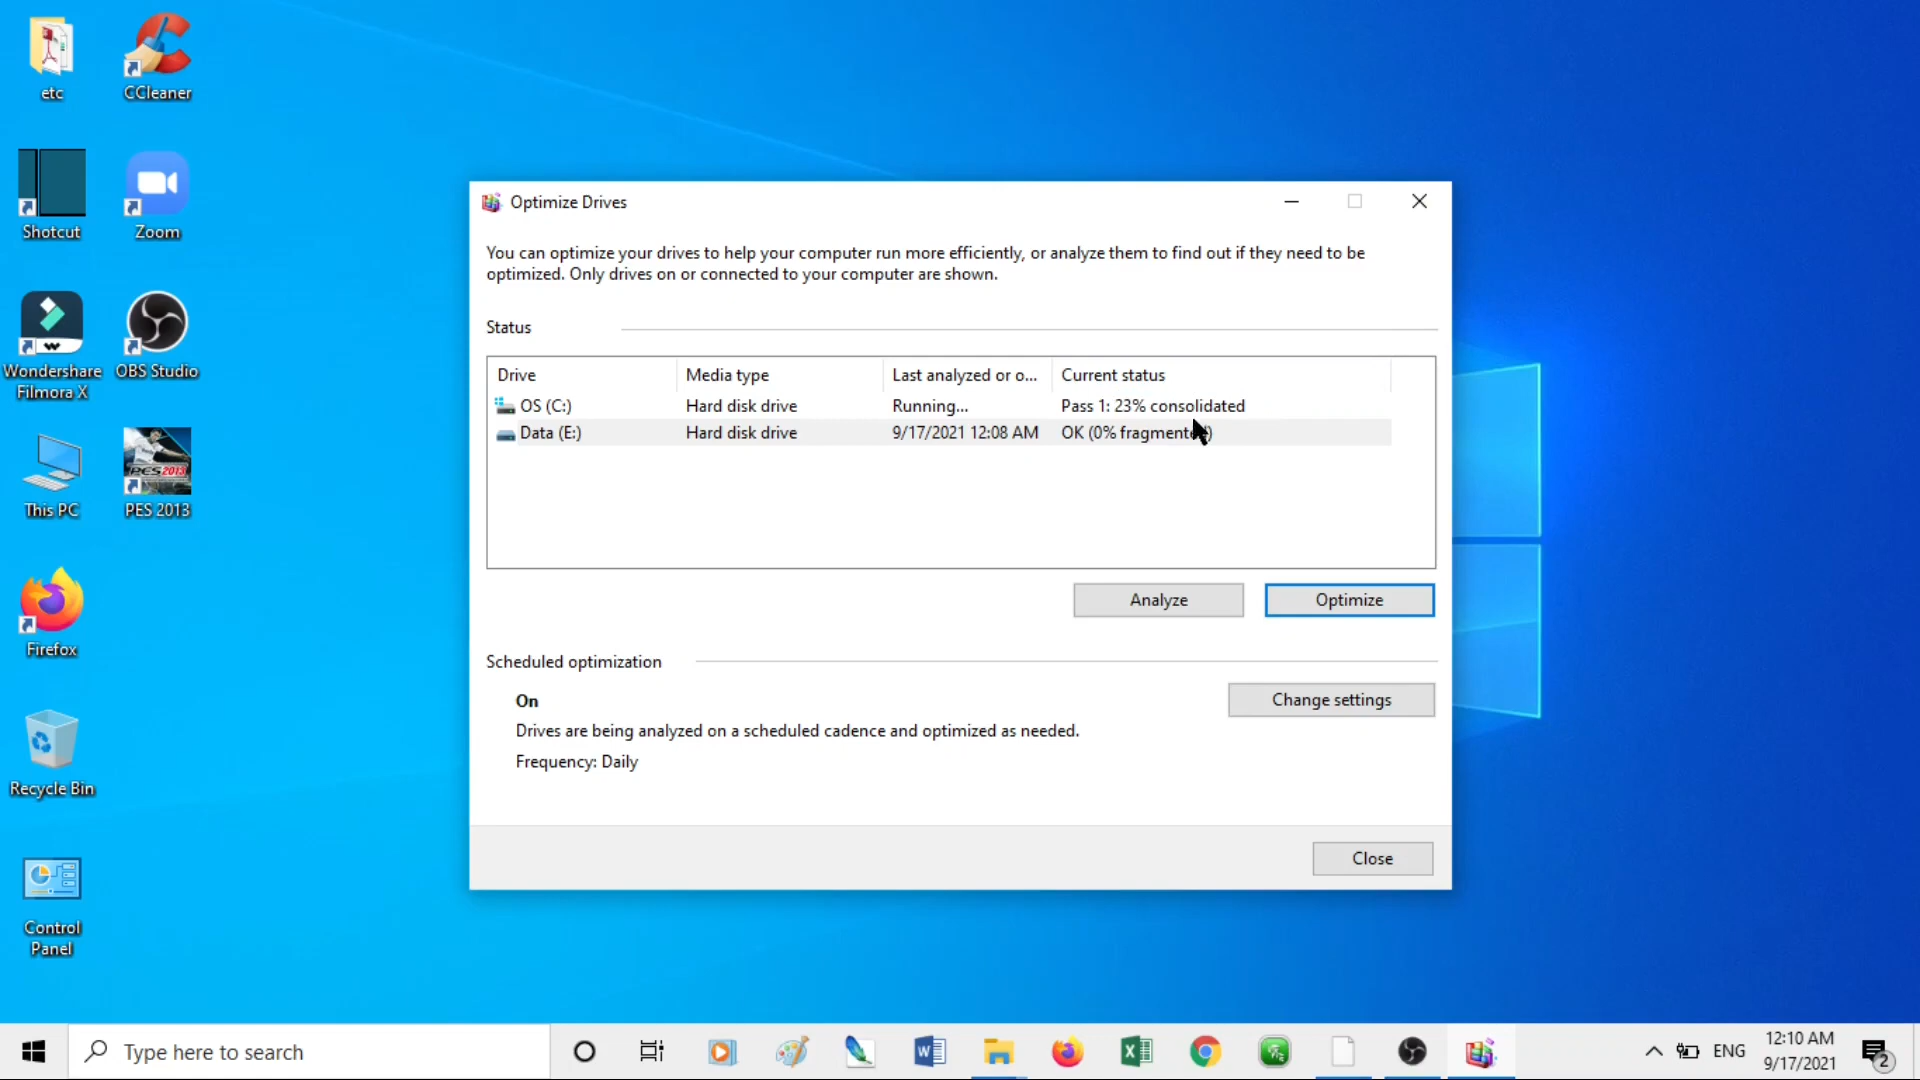 etc
CCleaner
Shotcut
Zoom
Wondershare
Filmora X
OBS Studio
This PC
PES 2013
PES 2013
Firefox
Recycle Bin
Control
Panel
Optimize Drives
You can optimize your drives to help your computer run more efficiently, or analyze them to find out if they need to be
optimized. Only drives on or connected to your computer are shown.
Status
Drive Media type Last analyzed or o... Current status
OS (C:) Hard disk drive Running... Pass 1: 23% consolidated
Data (E:) Hard disk drive 9/17/2021 12:08 AM OK (0% fragmented)
Analyze Optimize
Scheduled optimization
On
Change settings
Drives are being analyzed on a scheduled cadence and optimized as needed.
Frequency: Daily
Close
Type here to search
ENG
12:10 AM
9/17/2021
2